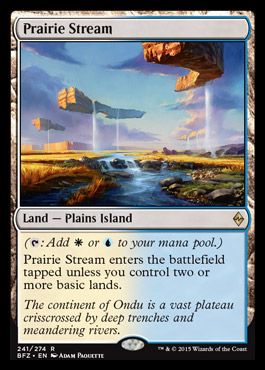 Prairie Stream
Land — Plains Island
(T: Add W or U to your mana pool.)
Prairie Stream enters the battlefield
tapped unless you control two or
more basic lands.
The continent of Ondu is a vast plateau
crisscrossed by deep trenches and
meandering rivers.
241/274 R
BFZ • EN Adam Paquette
™ & © 2015 Wizards of the Coast